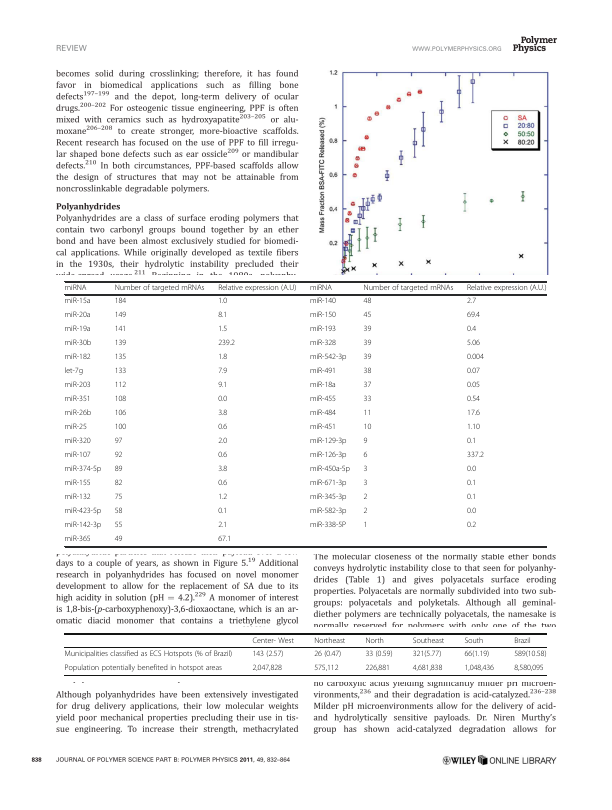 REVIEW
WWW.POLYMERPHYSICS.ORG
Polymer
Physics
becomes solid during crosslinking; therefore, it has found
favor in biomedical applications such as filling bone
defects197–199 and the depot, long-term delivery of ocular
drugs.200–202 For osteogenic tissue engineering, PPF is often
mixed with ceramics such as hydroxyapatite203–205 or alu-
moxane206–208 to create stronger, more-bioactive scaffolds.
Recent research has focused on the use of PPF to fill irregu-
lar shaped bone defects such as ear ossicle209 or mandibular
defects.210 In both circumstances, PPF-based scaffolds allow
the design of structures that may not be attainable from
noncrosslinkable degradable polymers.
Polyanhydrides
Polyanhydrides are a class of surface eroding polymers that
contain two carbonyl groups bound together by an ether
bond and have been almost exclusively studied for biomedi-
cal applications. While originally developed as textile fibers
in the 1930s, their hydrolytic instability precluded their
Mass Fraction BSA-FITC Released (%)
1.2
1
0.8
0.6
0.4
0.2
SA
20:80
50:50
80:20
miRNA Number of targeted mRNAs Relative expression (A.U) miRNA Number of targeted mRNAs Relative expression (A.U.)
miR-15a 184 1.0 miR-140 48 2.7
miR-20a 149 8.1 miR-150 45 69.4
miR-19a 141 1.5 miR-193 39 0.4
miR-30b 139 239.2 miR-328 39 5.06
miR-182 135 1.8 miR-542-3p 39 0.004
let-7g 133 7.9 miR-491 38 0.07
miR-203 112 9.1 miR-18a 37 0.05
miR-351 108 0.0 miR-455 33 0.54
miR-26b 106 3.8 miR-484 11 17.6
miR-25 100 0.6 miR-451 10 1.10
miR-320 97 2.0 miR-129-3p 9 0.1
miR-107 92 0.6 miR-126-3p 6 337.2
miR-374-5p 89 3.8 miR-450a-5p 3 0.0
miR-155 82 0.6 miR-671-3p 3 0.1
miR-132 75 1.2 miR-345-3p 2 0.1
miR-423-5p 58 0.1 miR-582-3p 2 0.0
miR-142-3p 55 2.1 miR-338-5P 1 0.2
miR-365 49 67.1
days to a couple of years, as shown in Figure 5.19 Additional
research in polyanhydrides has focused on novel monomer
development to allow for the replacement of SA due to its
high acidity in solution (pH = 4.2).229 A monomer of interest
is 1,8-bis-(p-carboxyphenoxy)-3,6-dioxaoctane, which is an ar-
omatic diacid monomer that contains a triethylene glycol
The molecular closeness of the normally stable ether bonds
conveys hydrolytic instability close to that seen for polyanhy-
drides (Table 1) and gives polyacetals surface eroding
properties. Polyacetals are normally subdivided into two sub-
groups: polyacetals and polyketals. Although all geminal-
diether polymers are technically polyacetals, the namesake is
normally reserved for polymers with only one of the two
Center- West Northeast North Southeast South Brazil
Municipalities classified as ECS Hotspots (% of Brazil) 143 (2.57) 26 (0.47) 33 (0.59) 321(5.77) 66(1.19) 589(10.58)
Population potentially benefited in hotspot areas 2,047,828 575,112 226,881 4,681,838 1,048,436 8,580,095
Although polyanhydrides have been extensively investigated
for drug delivery applications, their low molecular weights
yield poor mechanical properties precluding their use in tis-
sue engineering. To increase their strength, methacrylated
no carboxylic acids yielding significantly milder pH microen-
vironments,236 and their degradation is acid-catalyzed.236–238
Milder pH microenvironments allow for the delivery of acid-
and hydrolytically sensitive payloads. Dr. Niren Murthy's
group has shown acid-catalyzed degradation allows for
838 JOURNAL OF POLYMER SCIENCE PART B: POLYMER PHYSICS 2011, 49, 832–864
WILEY ONLINE LIBRARY